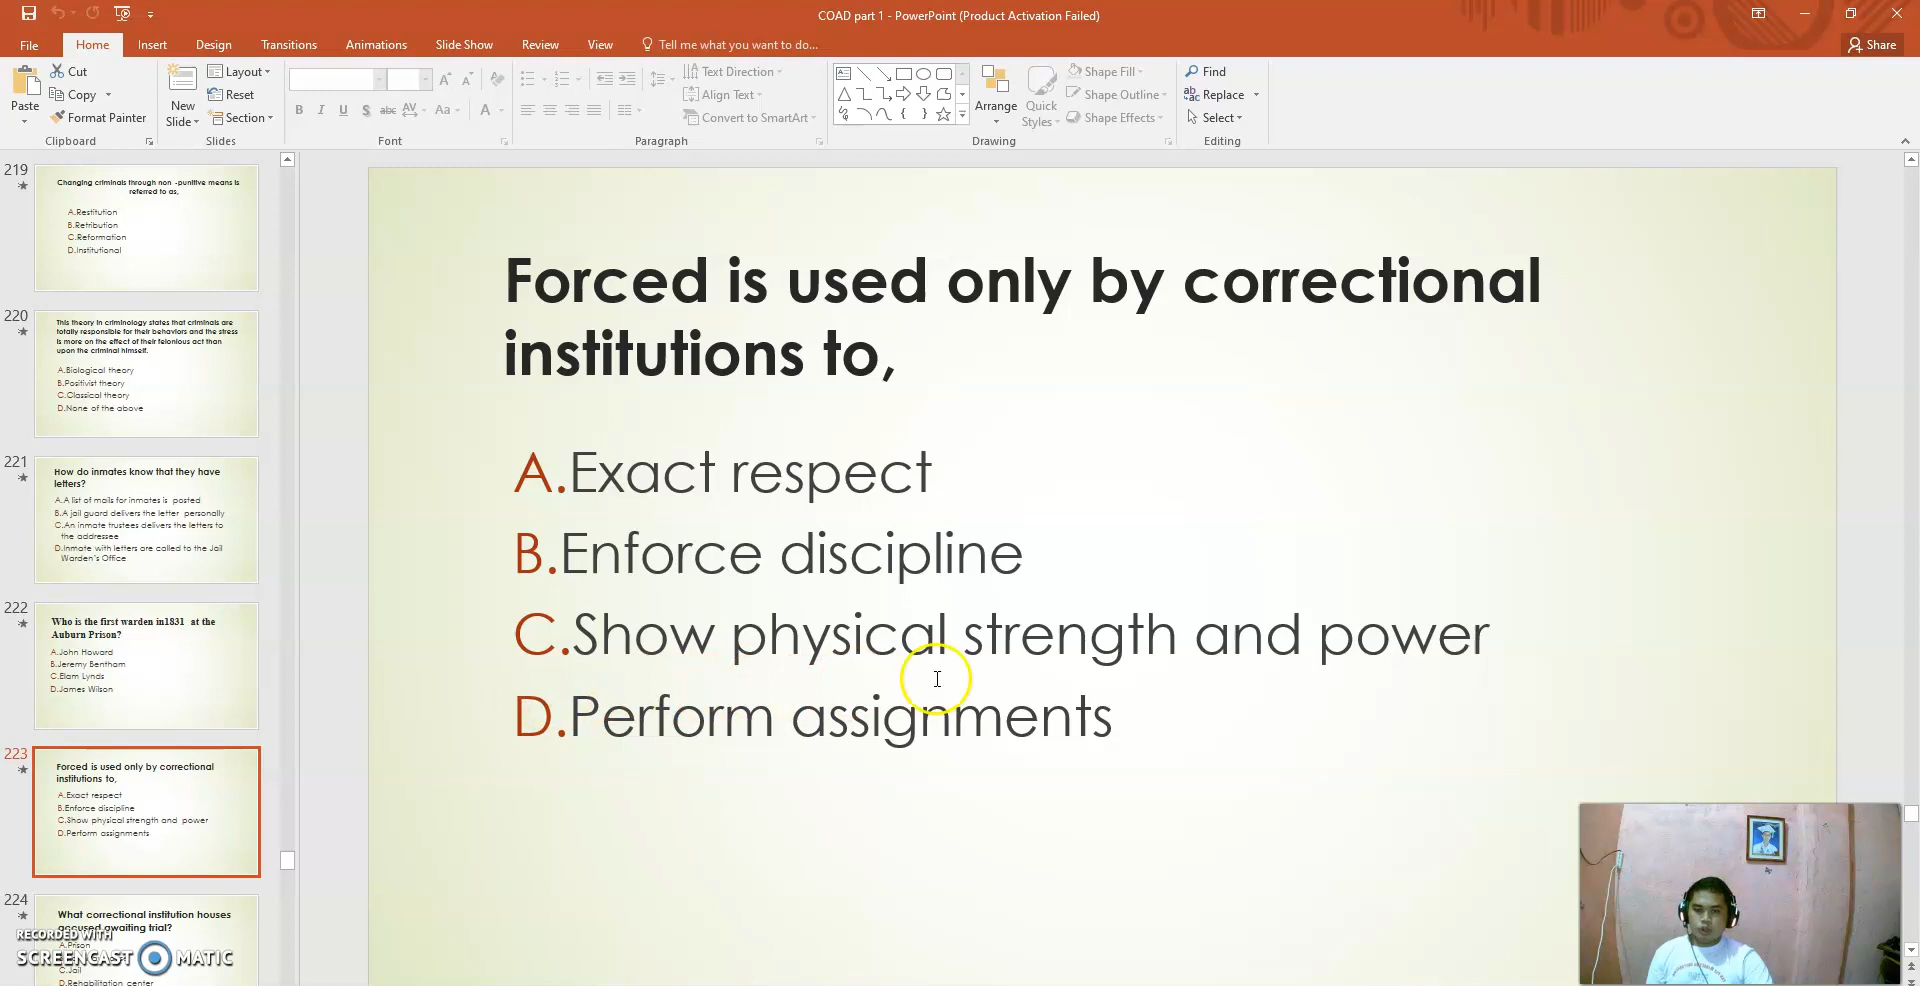 COAD part 1 - PowerPoint (Product Activation Failed)
File Home Insert Design Transitions Animations Slide Show Review View Tell me what you want to do... Share
Paste
Cut
Copy
Format Painter
Clipboard
New Slide
Layout
Reset
Section
Slides
B I U S abc AV Aa A
Font
Text Direction
Align Text
Convert to SmartArt
Paragraph
Arrange
Quick Styles
Shape Fill
Shape Outline
Shape Effects
Drawing
Find
Replace
Select
Editing
219
Changing criminals through non -punitive means is
referred to as,
A.Restitution
B.Retribution
C.Reformation
D.Institutional
220
This theory in criminology states that criminals are
totally responsible for their behaviors and the stress
is more on the effect of their felonious act than
upon the criminal himself.
A.Biological theory
B.Positivist theory
C.Classical theory
D.None of the above
221
How do inmates know that they have
letters?
A.A list of mails for inmates is posted
B.A jail guard delivers the letter personally
C.An inmate trustees delivers the letters to
the addressee
D.Inmate with letters are called to the Jail
Warden's Office
222
Who is the first warden in1831 at the
Auburn Prison?
A.John Howard
B.Jeremy Bentham
C.Elam Lynds
D.James Wilson
223
Forced is used only by correctional
institutions to,
A.Exact respect
B.Enforce discipline
C.Show physical strength and power
D.Perform assignments
224
What correctional institution houses
accused awaiting trial?
A.Prison
C.Jail
D.Rehabilitation center
RECORDED WITH
SCREENCAST MATIC
Forced is used only by correctional
institutions to,
A.Exact respect
B.Enforce discipline
C.Show physical strength and power
D.Perform assignments